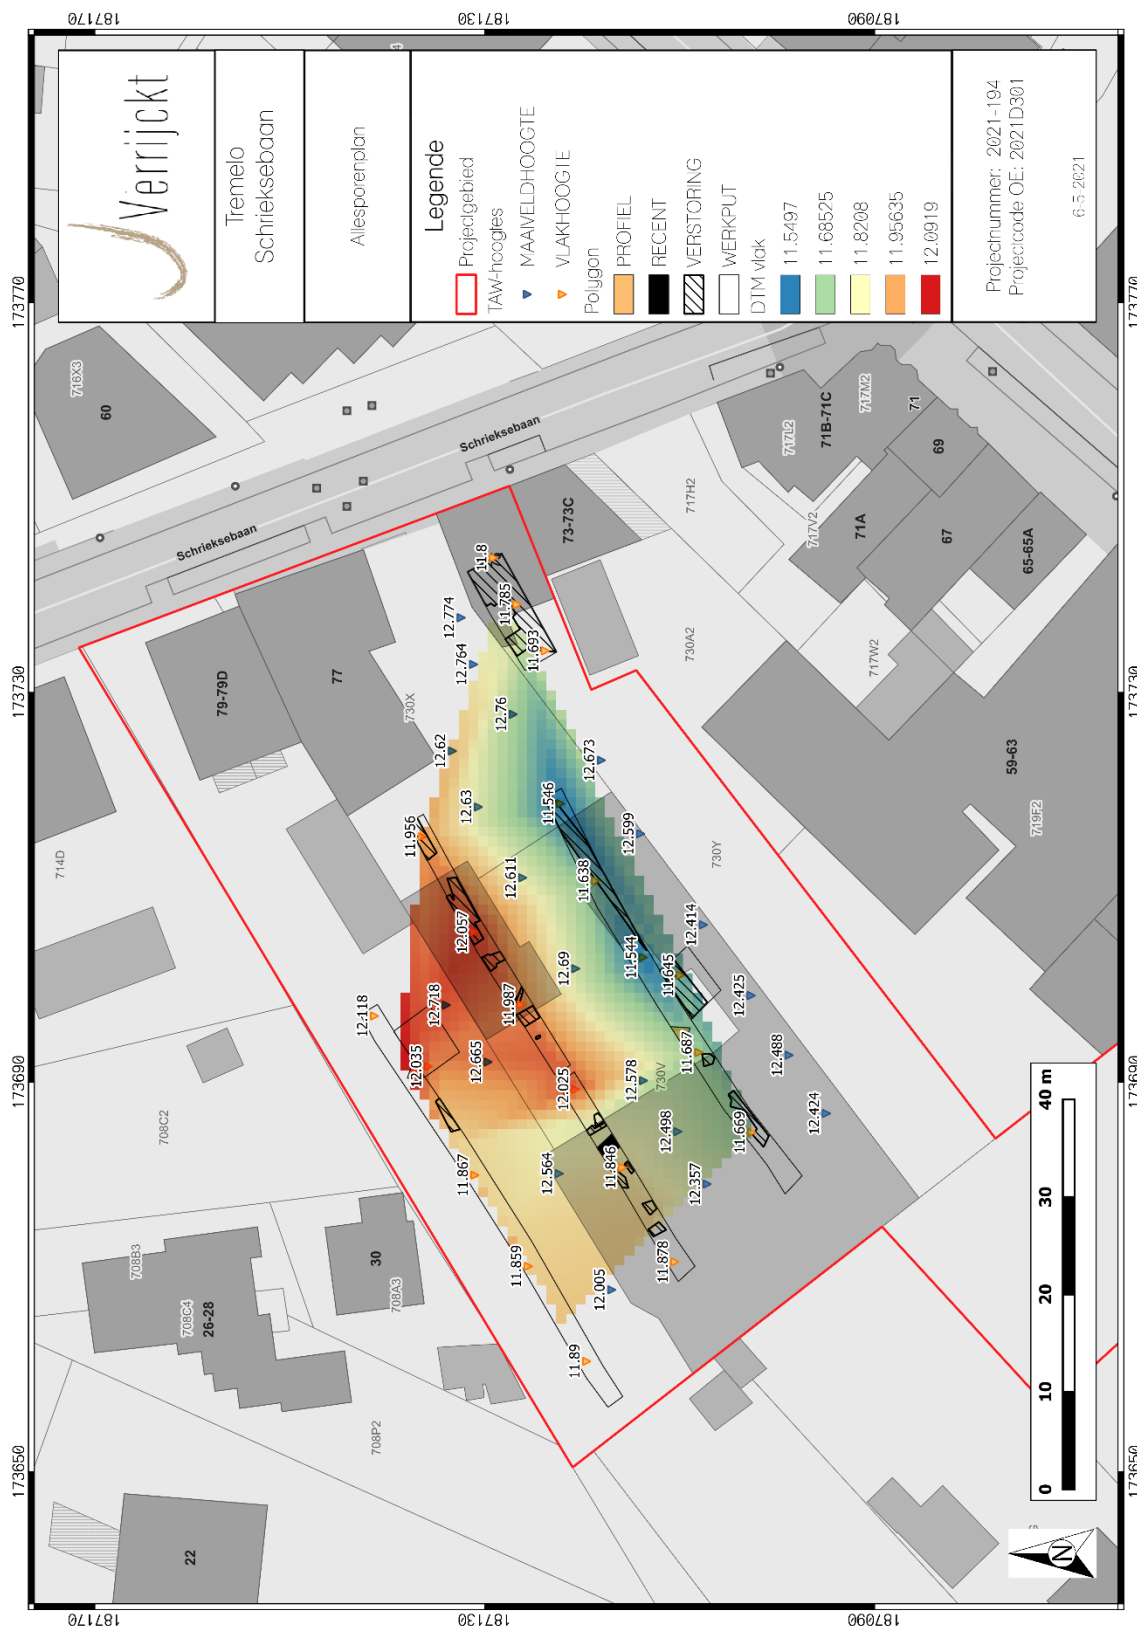 Verrijckt
Tremelo
Schrieksebaan
Allesporenplan
Legende
Projectgebied
TAW-hoogtes
MAAIVELDHOOGTE
VLAKHOOGTE
Polygon
PROFIEL
RECENT
VERSTORING
WERKPUT
DTM vlak
11.5497
11.68525
11.8208
11.95635
12.0919
Projectnummer: 2021-194
Projectcode OE: 2021D301
6-5-2021
187170
187130
187090
187170
187130
187090
173650
173690
173730
173770
173650
173690
173730
173770
Schrieksebaan
Schrieksebaan
716X3
60
79-79D
77
730X
714D
708C2
708B3
708C4
26-28
30
708A3
708P2
22
73-73C
717H2
717L2
71B-71C
717M2
71
69
717V2
71A
67
65-65A
717W2
730A2
59-63
719F2
730Y
730V
11.8
11.785
11.693
12.774
12.764
12.76
12.62
12.63
12.673
11.546
12.599
11.956
12.611
11.638
12.057
12.414
11.544
11.645
12.69
12.425
12.118
12.718
11.987
12.035
12.665
12.025
12.578
11.687
12.488
12.424
11.669
12.498
11.867
12.564
11.846
12.357
11.859
12.005
11.878
11.89
0
10
20
30
40 m
N